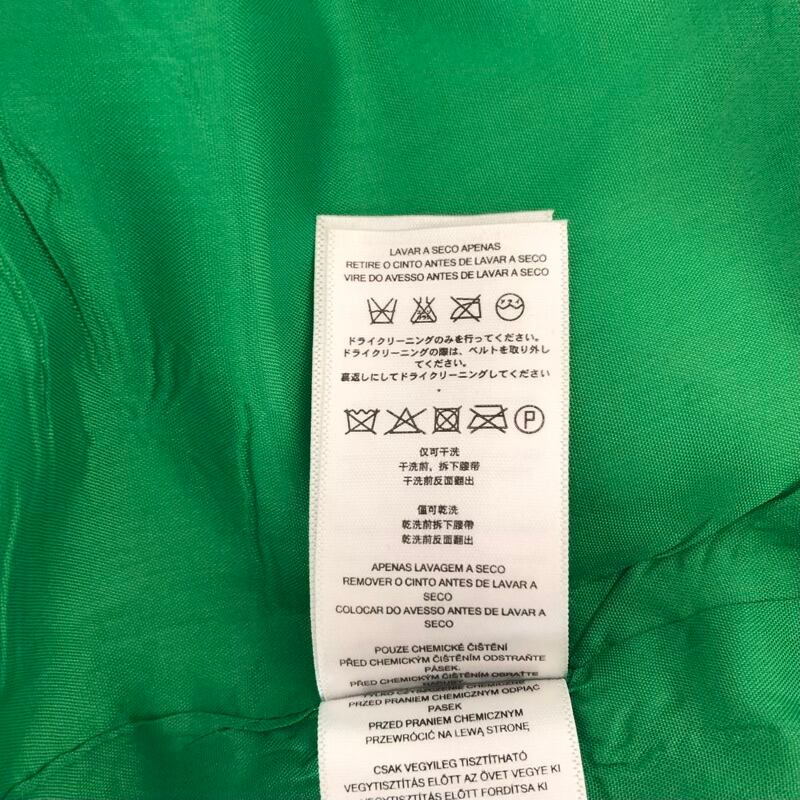 LAVAR A SECO APENAS
RETIRE O CINTO ANTES DE LAVAR A SECO
VIRE DO AVESSO ANTES DE LAVAR A SECO
ドライクリーニングのみを行ってください。
ドライクリーニングの際は、ベルトを取り外し
てください。
裏返しにしてドライクリーニングしてください
。
P
仅可干洗
干洗前，拆下腰带
干洗前反面翻出
僅可乾洗
乾洗前拆下腰帶
乾洗前反面翻出
APENAS LAVAGEM A SECO
REMOVER O CINTO ANTES DE LAVAR A
SECO
COLOCAR DO AVESSO ANTES DE LAVAR A
SECO
POUZE CHEMICKÉ ČIŠTĚNÍ
PŘED CHEMICKÝM ČIŠTĚNÍM ODSTRAŇTE
PÁSEK.
PŘED CHEMICKÝM ČIŠTĚNÍM OBRAŤTE
PRZED PRANIEM CHEMICZNYM ODPIĄĆ
PASEK
PRZED PRANIEM CHEMICZNYM
PRZEWRÓCIĆ NA LEWĄ STRONĘ
CSAK VEGYILEG TISZTÍTHATÓ
VEGYTISZTÍTÁS ELŐTT AZ ÖVET VEGYE KI
VEGYTISZTÍTÁS ELŐTT FORDÍTSA KI